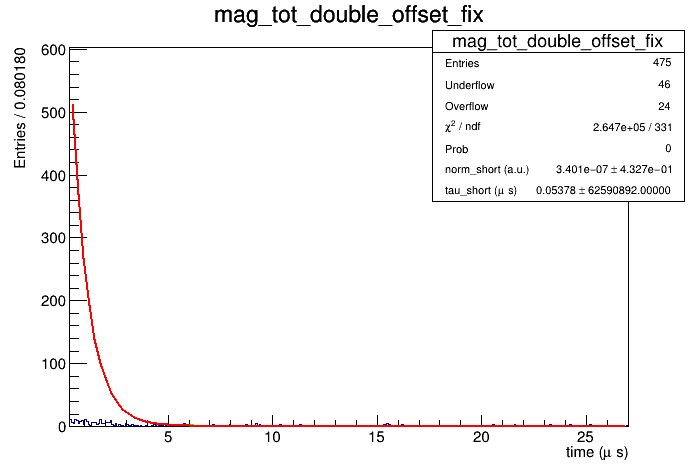 mag_tot_double_offset_fix
mag_tot_double_offset_fix
Entries 475
Underflow 46
Overflow 24
χ² / ndf 2.647e+05 / 331
Prob 0
norm_short (a.u.) 3.401e-07 ± 4.327e-01
tau_short (μ s) 0.05378 ± 62590892.00000
Entries / 0.080180
600
500
400
300
200
100
0
5 10 15 20 25
time (μ s)